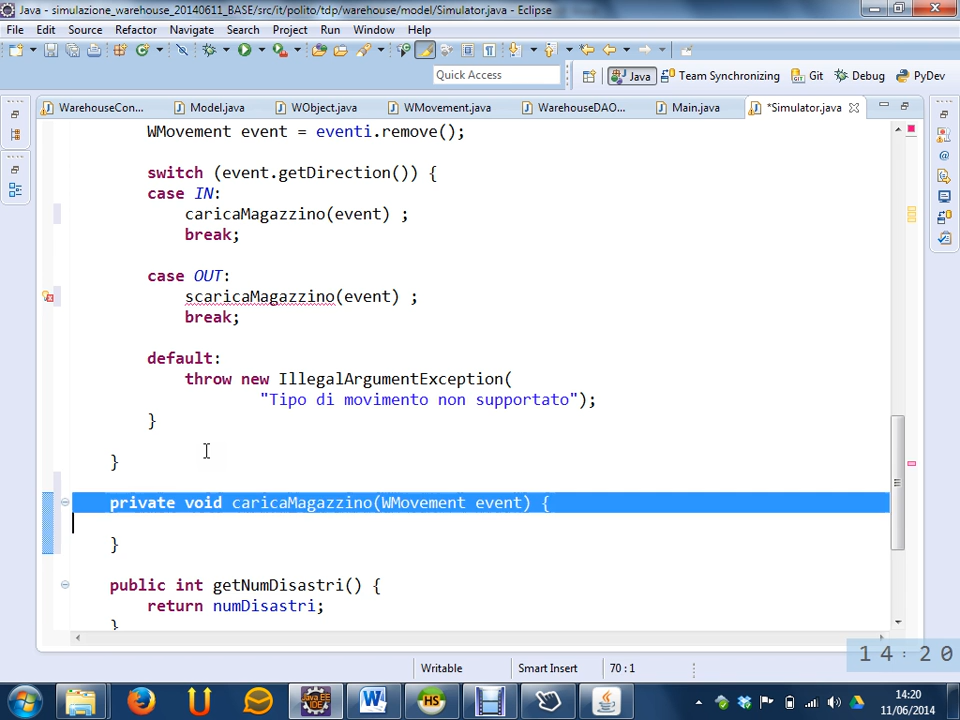 Java - simulazione_warehouse_20140611_BASE/src/it/polito/tdp/warehouse/model/Simulator.java - Eclipse
File Edit Source Refactor Navigate Search Project Run Window Help
Quick Access
Java Team Synchronizing Git Debug PyDev
WarehouseCon... Model.java WObject.java WMovement.java WarehouseDAO... Main.java *Simulator.java
WMovement event = eventi.remove();
switch (event.getDirection()) {
case IN:
caricaMagazzino(event) ;
break;
case OUT:
scaricaMagazzino(event) ;
break;
default:
throw new IllegalArgumentException(
"Tipo di movimento non supportato");
}
}
private void caricaMagazzino(WMovement event) {
}
public int getNumDisastri() {
return numDisastri;
}
14:20
Writable Smart Insert 70 : 1
14:20
11/06/2014